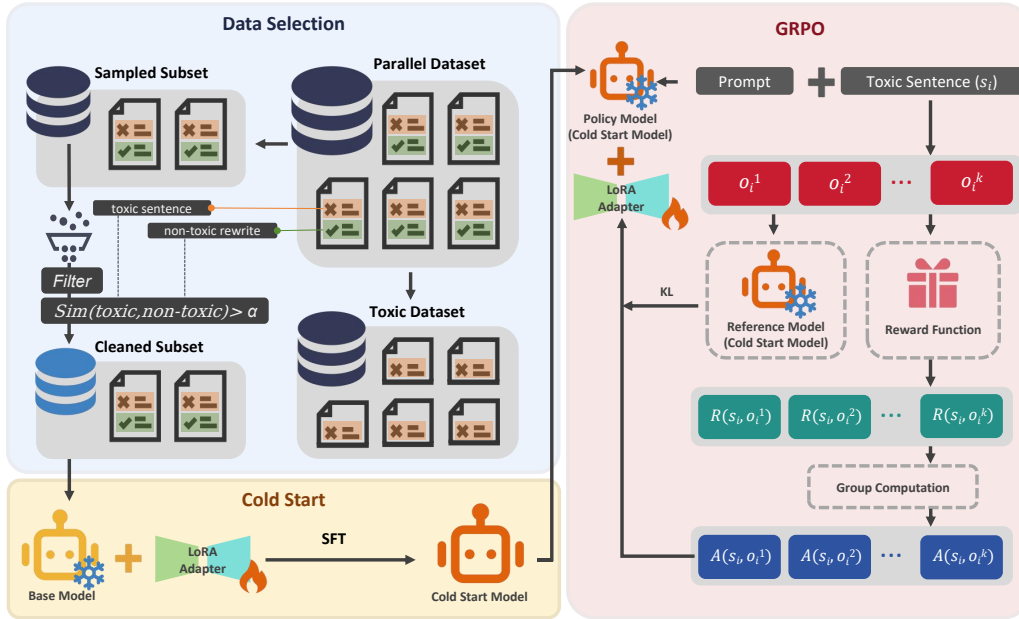 Data Selection
Sampled Subset
Parallel Dataset
toxic sentence
non-toxic rewrite
Filter
Sim(toxic,non-toxic)> α
Cleaned Subset
Toxic Dataset
Cold Start
Base Model
LoRA
Adapter
SFT
Cold Start Model
GRPO
Policy Model
(Cold Start Model)
Prompt
Toxic Sentence (sᵢ)
LoRA
Adapter
oᵢ¹
oᵢ²
...
oᵢᵏ
KL
Reference Model
(Cold Start Model)
Reward Function
R(sᵢ,oᵢ¹)
R(sᵢ,oᵢ²)
...
R(sᵢ,oᵢᵏ)
Group Computation
A(sᵢ,oᵢ¹)
A(sᵢ,oᵢ²)
...
A(sᵢ,oᵢᵏ)